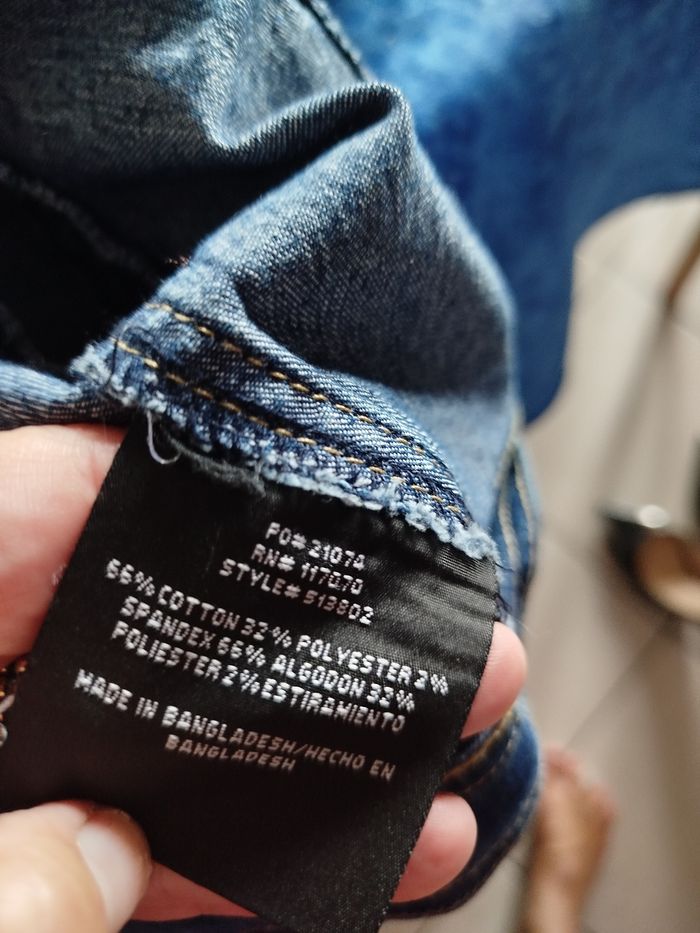 PO# 21074
RN# 117070
STYLE# 513802
66% COTTON 32% POLYESTER 2%
SPANDEX 66% ALGODON 32%
POLIESTER 2% ESTIRAMIENTO
MADE IN BANGLADESH/HECHO EN
BANGLADESH